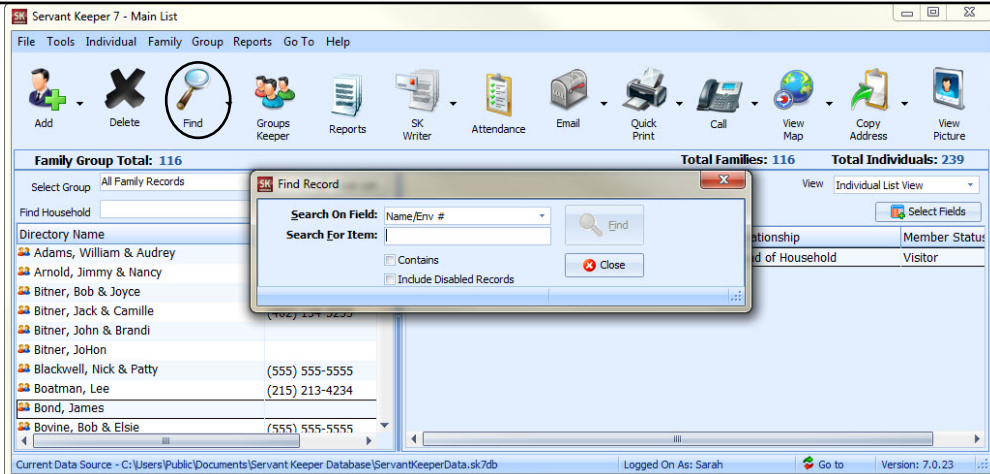 SK Servant Keeper 7 - Main List
File Tools Individual Family Group Reports Go To Help
Add Delete Find Groups Keeper Reports SK Writer Attendance Email Quick Print Call View Map Copy Address View Picture
Family Group Total: 116 Total Families: 116 Total Individuals: 239
Select Group All Family Records View Individual List View
Find Household Select Fields
SK Find Record
Search On Field: Name/Env #
Search For Item:
Find
Contains
Close
Include Disabled Records
Directory Name ationship Member Status
Adams, William & Audrey d of Household Visitor
Arnold, Jimmy & Nancy
Bitner, Bob & Joyce
Bitner, Jack & Camille
Bitner, John & Brandi
Bitner, JoHon
Blackwell, Nick & Patty (555) 555-5555
Boatman, Lee (215) 213-4234
Bond, James
Bovine, Bob & Elsie (555) 555-5555
Current Data Source - C:\Users\Public\Documents\Servant Keeper Database\ServantKeeperData.sk7db Logged On As: Sarah Go to Version: 7.0.23